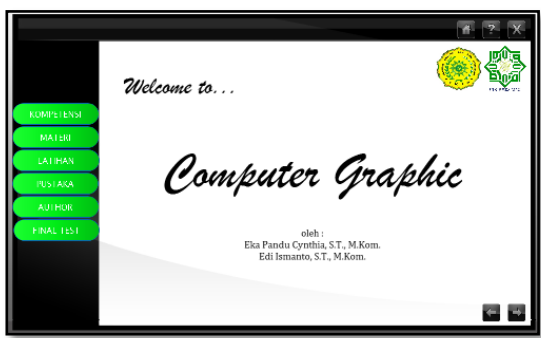 ? X
Welcome to...
KOMPETENSI
MATERI
LATIHAN
PUSTAKA
AUTHOR
FINAL TEST
Computer Graphic
oleh :
Eka Pandu Cynthia, S.T., M.Kom.
Edi Ismanto, S.T., M.Kom.